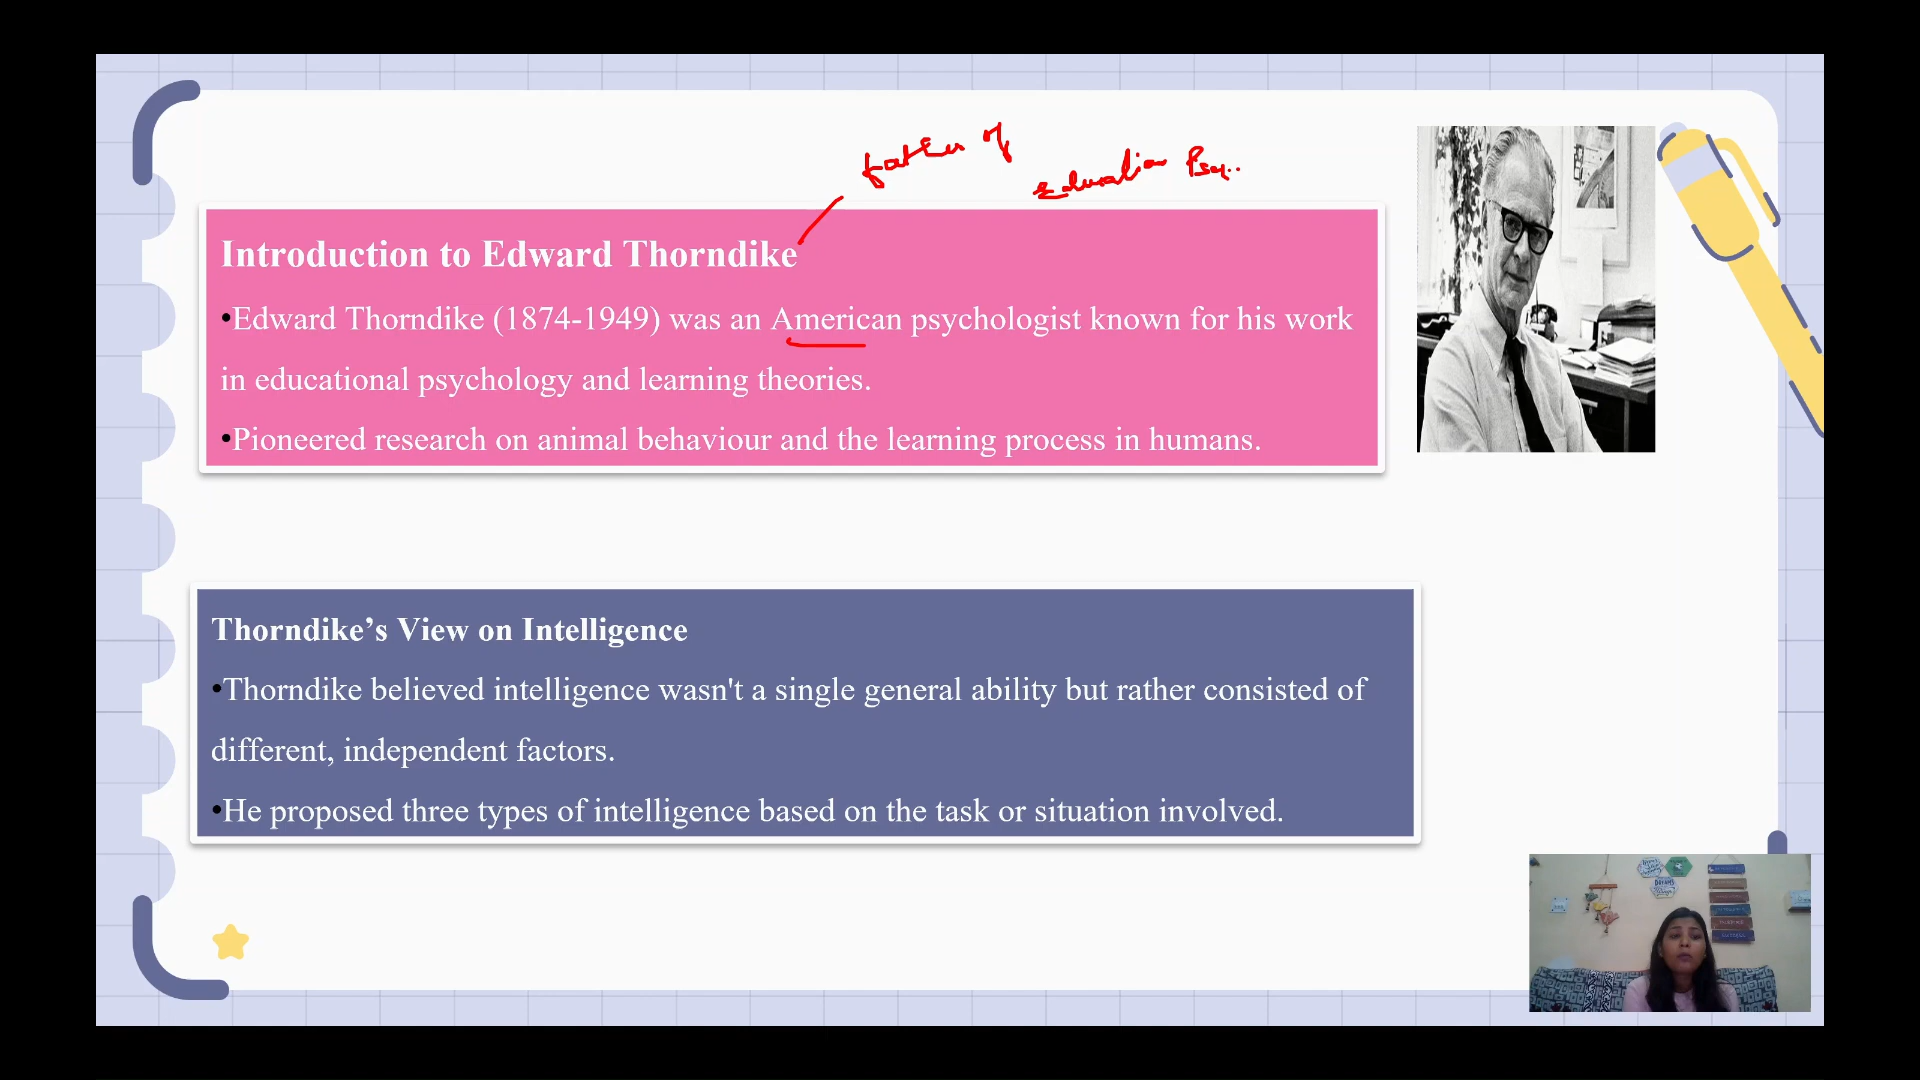 father of
Education Psy..
Introduction to Edward Thorndike
•Edward Thorndike (1874-1949) was an American psychologist known for his work
in educational psychology and learning theories.
•Pioneered research on animal behaviour and the learning process in humans.
Thorndike’s View on Intelligence
•Thorndike believed intelligence wasn't a single general ability but rather consisted of
different, independent factors.
•He proposed three types of intelligence based on the task or situation involved.